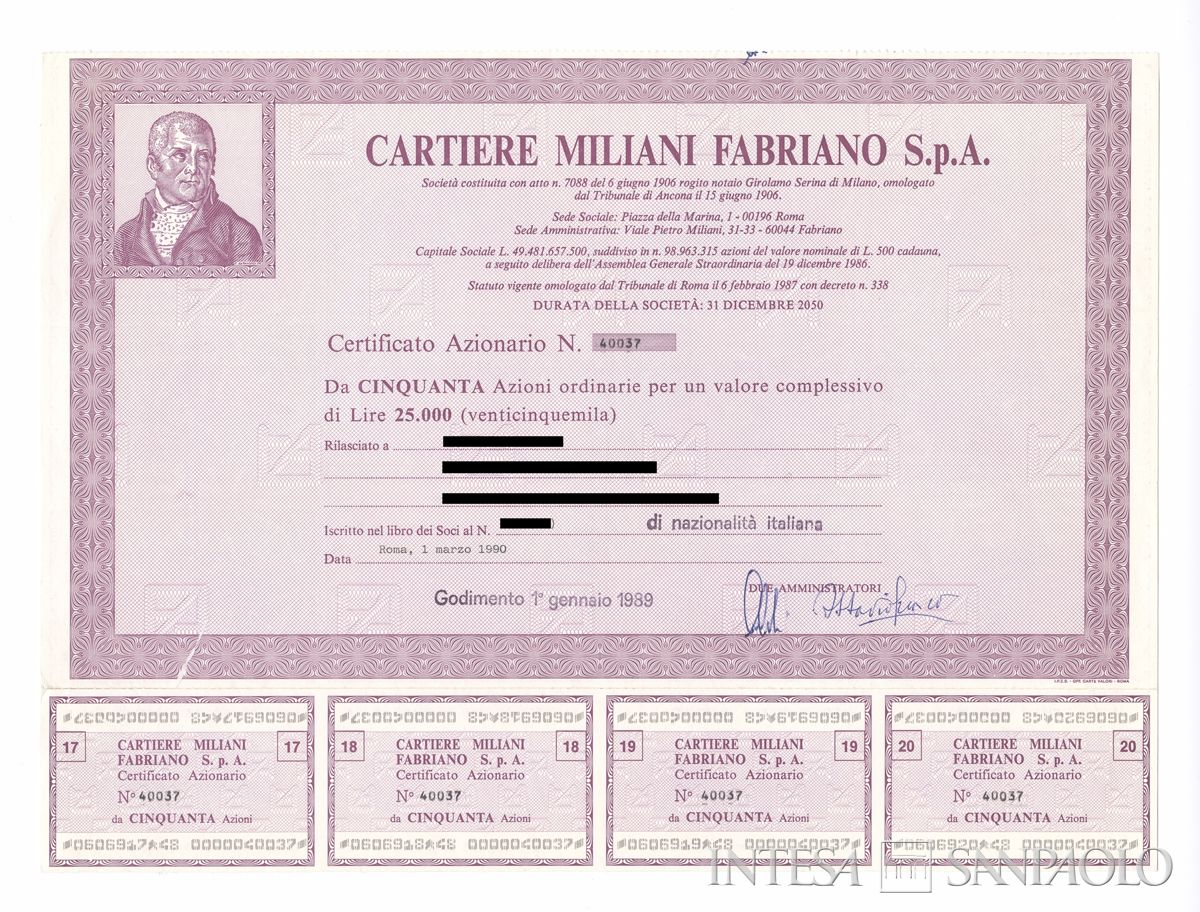 CARTIERE MILIANI FABRIANO S.p.A.
Società costituita con atto n. 7088 del 6 giugno 1906 rogito notaio Girolamo Serina di Milano, omologato
dal Tribunale di Ancona il 15 giugno 1906.
Sede Sociale: Piazza della Marina, 1 - 00196 Roma
Sede Amministrativa: Viale Pietro Miliani, 31-33 - 60044 Fabriano
Capitale Sociale L. 49.481.657.500, suddiviso in n. 98.963.315 azioni del valore nominale di L. 500 cadauna,
a seguito delibera dell'Assemblea Generale Straordinaria del 19 dicembre 1986.
Statuto vigente omologato dal Tribunale di Roma il 6 febbraio 1987 con decreto n. 338
DURATA DELLA SOCIETÀ: 31 DICEMBRE 2050
Certificato Azionario N. 40037
Da CINQUANTA Azioni ordinarie per un valore complessivo
di Lire 25.000 (venticinquemila)
Rilasciato a
Iscritto nel libro dei Soci al N. di nazionalità italiana
Data Roma, 1 marzo 1990
Godimento 1° gennaio 1989
DUE AMMINISTRATORI
I.P.Z.S. - OFF. CARTE VALORI - ROMA
17 CARTIERE MILIANI 17
FABRIANO S. p. A.
Certificato Azionario
N° 40037
da CINQUANTA Azioni
18 CARTIERE MILIANI 18
FABRIANO S. p. A.
Certificato Azionario
N° 40037
da CINQUANTA Azioni
19 CARTIERE MILIANI 19
FABRIANO S. p. A.
Certificato Azionario
N° 40037
da CINQUANTA Azioni
20 CARTIERE MILIANI 20
FABRIANO S. p. A.
Certificato Azionario
N° 40037
da CINQUANTA Azioni
INTESA SANPAOLO